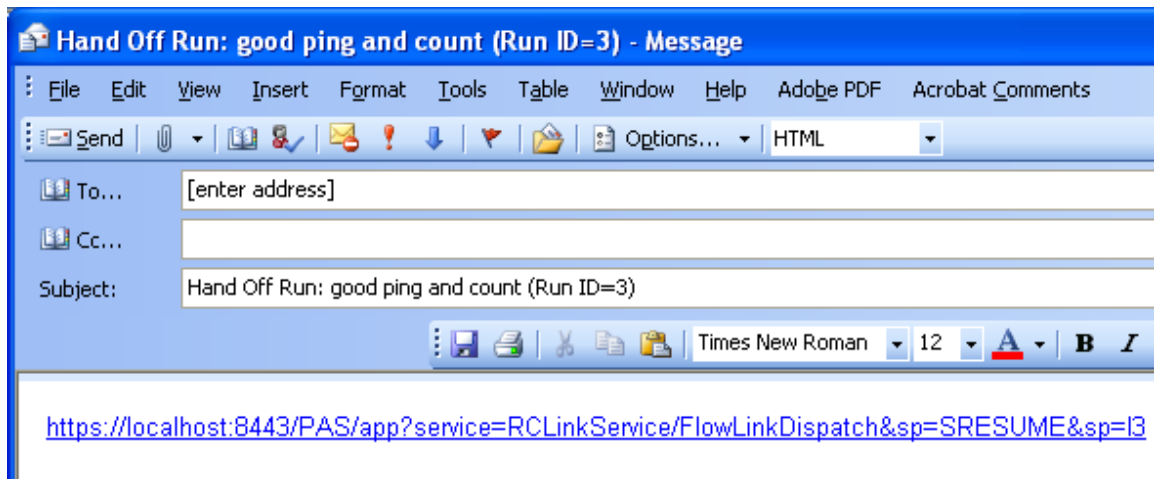 Hand Off Run: good ping and count (Run ID=3) - Message
File Edit View Insert Format Tools Table Window Help Adobe PDF Acrobat Comments
Send Options... HTML
To... [enter address]
Cc...
Subject: Hand Off Run: good ping and count (Run ID=3)
Times New Roman 12 A B I
https://localhost:8443/PAS/app?service=RCLinkService/FlowLinkDispatch&sp=SRESUME&sp=l3